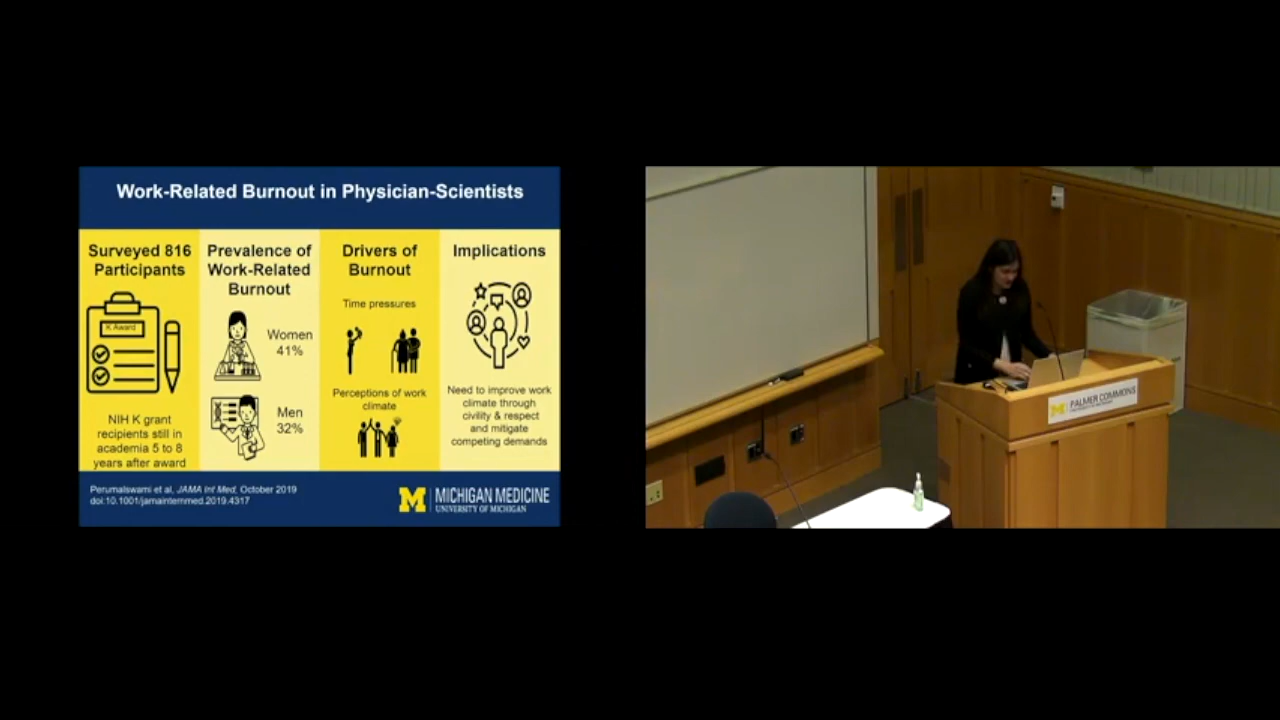 Work-Related Burnout in Physician-Scientists
Surveyed 816
Participants
K Award
NIH K grant
recipients still in
academia 5 to 8
years after award
Prevalence of
Work-Related
Burnout
Women
41%
Men
32%
Drivers of
Burnout
Time pressures
Perceptions of work
climate
Implications
Need to improve work
climate through
civility & respect
and mitigate
competing demands
Perumalswami et al, JAMA Int Med, October 2019
doi:10.1001/jamainternmed.2019.4317
M MICHIGAN MEDICINE
UNIVERSITY OF MICHIGAN
M PALMER COMMONS